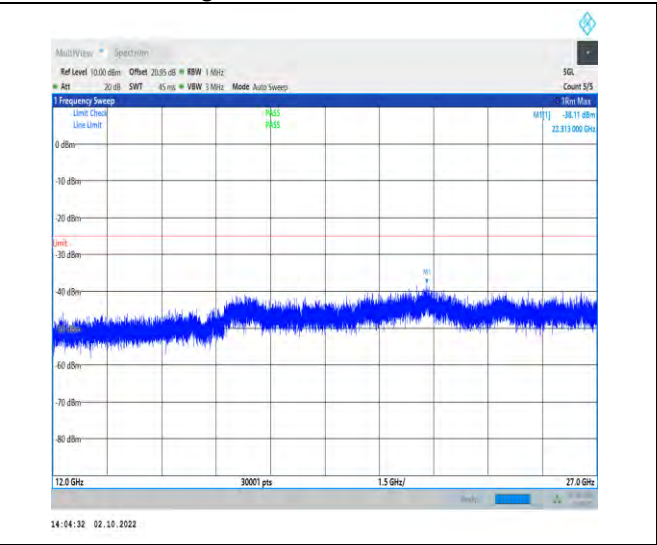 MultiView Spectrum
Ref Level 10.00 dBm Offset 20.95 dB RBW 1 MHz SGL
Att 20 dB SWT 45 ms VBW 3 MHz Mode Auto Sweep Count 5/5
1 Frequency Sweep 1Rm Max
Limit Check PASS M1[1] -38.11 dBm
Line Limit PASS 22.313 000 GHz
0 dBm
-10 dBm
-20 dBm
Limit
-30 dBm
M1
-40 dBm
-50 dBm
-60 dBm
-70 dBm
-80 dBm
12.0 GHz 30001 pts 1.5 GHz/ 27.0 GHz
Ready
14:04:32 02.10.2022